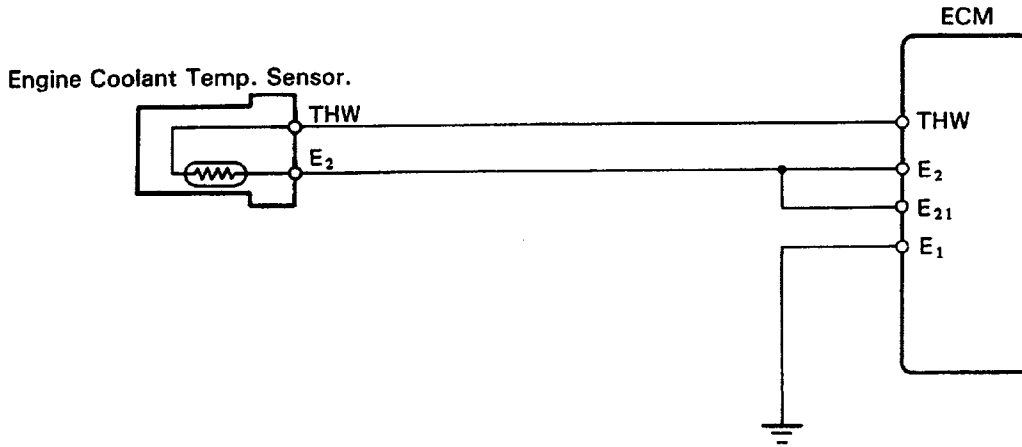 ECM
Engine Coolant Temp. Sensor.
THW
E₂
THW
E₂
E₂₁
E₁